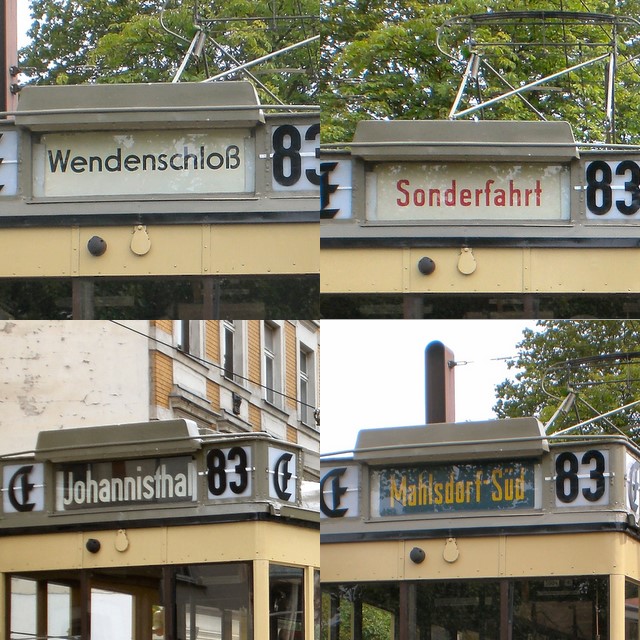 Wendenschloß 83
E Sonderfahrt 83
Œ Johannisthal 83 Œ
Œ Mahlsdorf-Süd 83